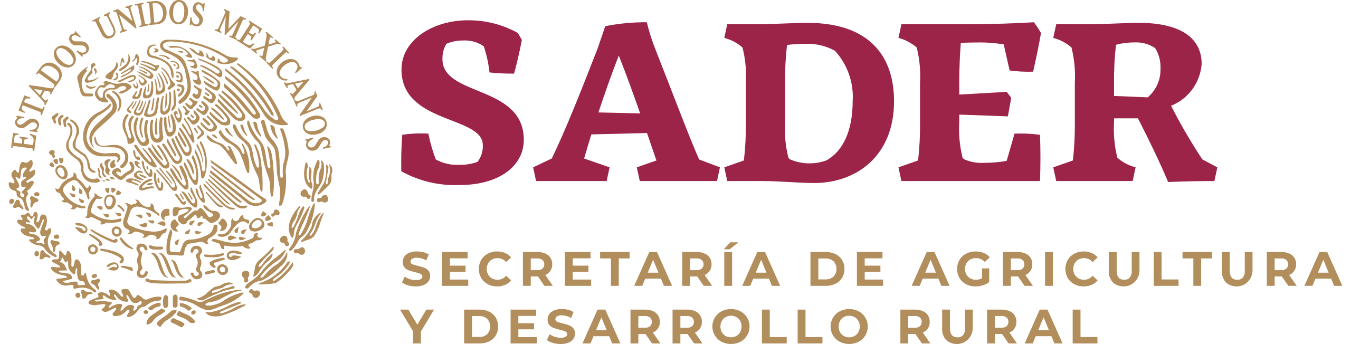 ESTADOS UNIDOS MEXICANOS
SADER
SECRETARÍA DE AGRICULTURA
Y DESARROLLO RURAL